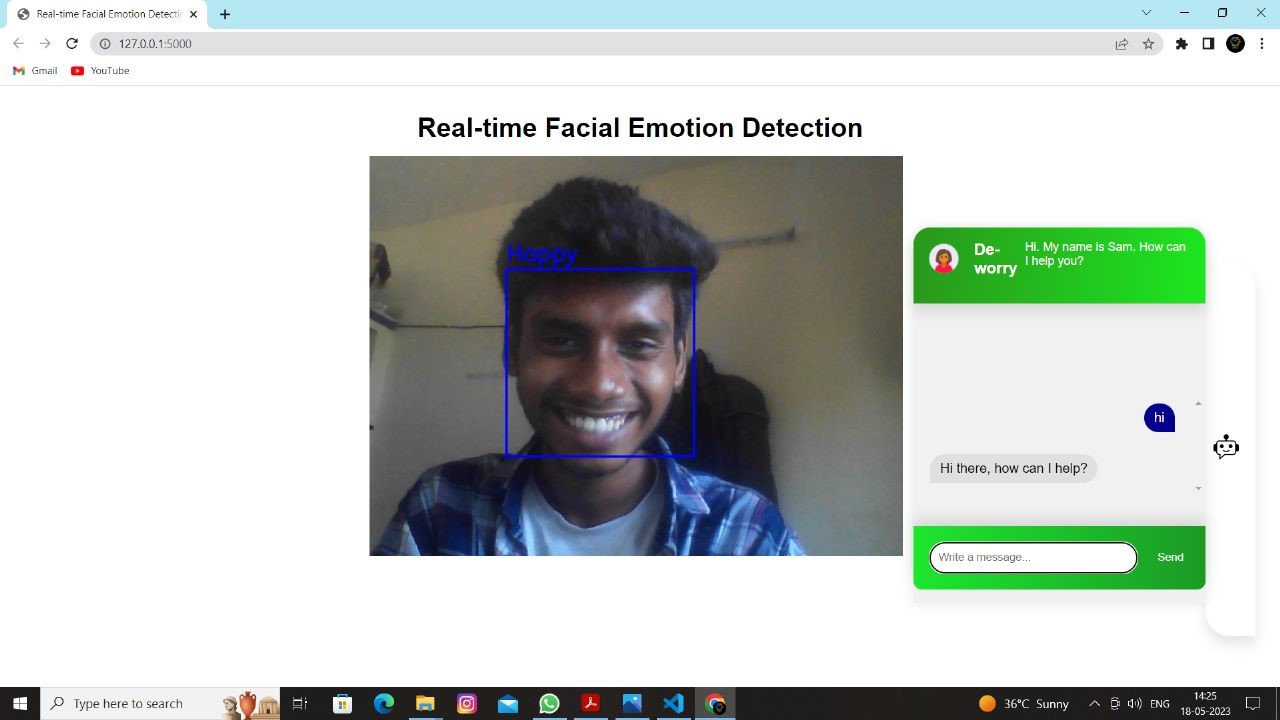 Real-time Facial Emotion Detecti
127.0.0.1:5000
Gmail YouTube
Real-time Facial Emotion Detection
Happy
De-worry
Hi. My name is Sam. How can
I help you?
hi
Hi there, how can I help?
Write a message...
Send
Type here to search
36°C Sunny
ENG
14:25
18-05-2023